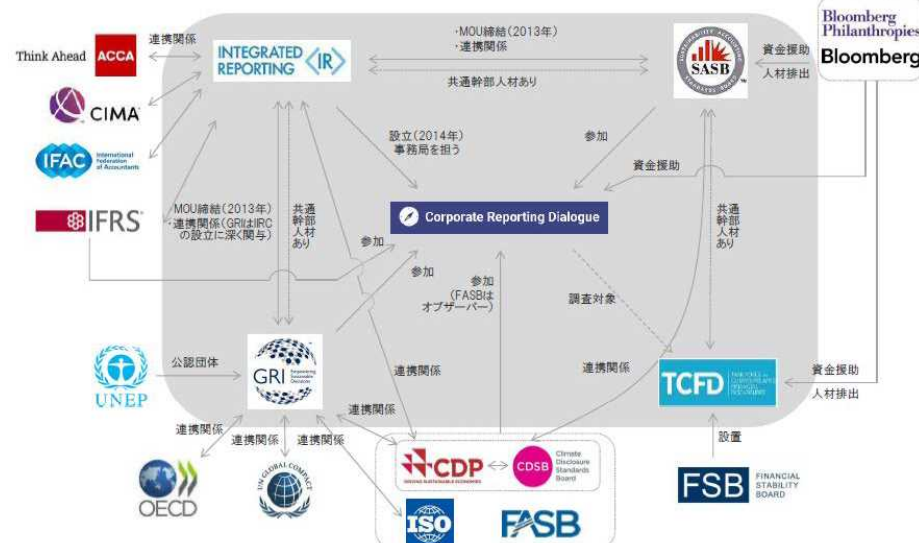 Think Ahead ACCA
連携関係
INTEGRATED
REPORTING <IR>
・MOU締結(2013年)
・連携関係
共通幹部人材あり
SASB
資金援助
人材排出
Bloomberg
Philanthropies
Bloomberg
CIMA
IFAC International
Federation
of Accountants
IFRS
設立(2014年)
事務局を担う
参加
資金援助
Corporate Reporting Dialogue
・MOU締結(2013年)
・連携関係(GRIはIRC
の設立に深く関与)
共通
幹部
人材
あり
参加
参加
参加
(FASBは
オブザーバー)
調査対象
共通
幹部
人材
あり
UNEP
公認団体
GRI Empowering
Sustainable
Decisions
連携関係
連携関係
TCFD
資金援助
人材排出
連携関係
連携関係
連携関係
連携関係
設置
OECD
UN GLOBAL COMPACT
CDP
DRIVING SUSTAINABLE ECONOMIES
CDSB Climate
Disclosure
Standards
Board
ISO
FASB
FSB FINANCIAL
STABILITY
BOARD